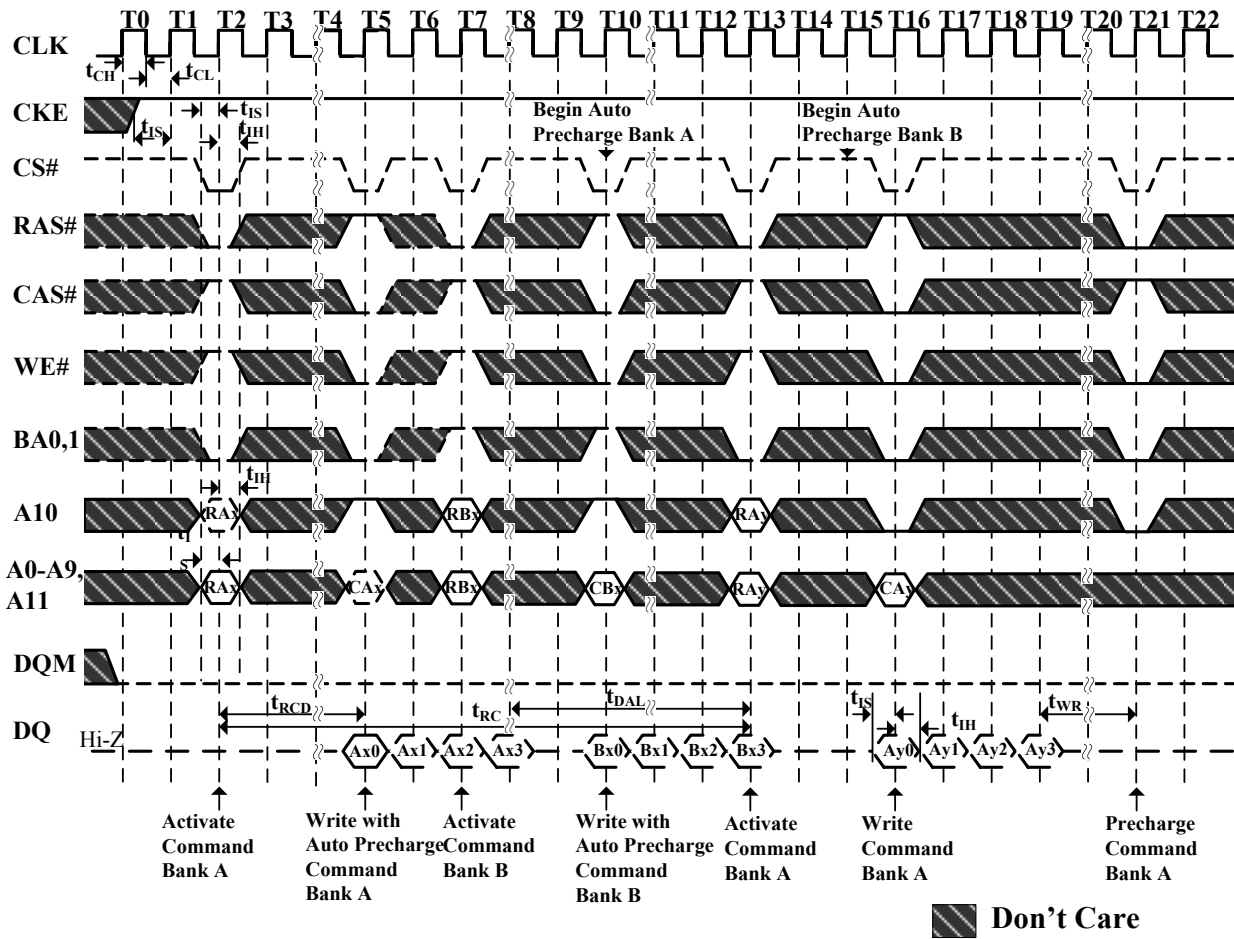 T0 T1 T2 T3 T4 T5 T6 T7 T8 T9 T10 T11 T12 T13 T14 T15 T16 T17 T18 T19 T20 T21 T22
CLK
tCH tCL
CKE
tIS
tIS
tIH
Begin Auto
Precharge Bank A
Begin Auto
Precharge Bank B
CS#
RAS#
CAS#
WE#
BA0,1
tIH
A10
RAx RBx RAy
tI
S
A0-A9,
A11
RAx CAx RBx CBx RAy CAy
DQM
tRCD
tRC
tDAL
tIS
tIH
tWR
DQ
Hi-Z
Ax0 Ax1 Ax2 Ax3 Bx0 Bx1 Bx2 Bx3 Ay0 Ay1 Ay2 Ay3
Activate
Command
Bank A
Write with
Auto Precharge
Command
Bank A
Activate
Command
Bank B
Write with
Auto Precharge
Command
Bank B
Activate
Command
Bank A
Write
Command
Bank A
Precharge
Command
Bank A
Don't Care